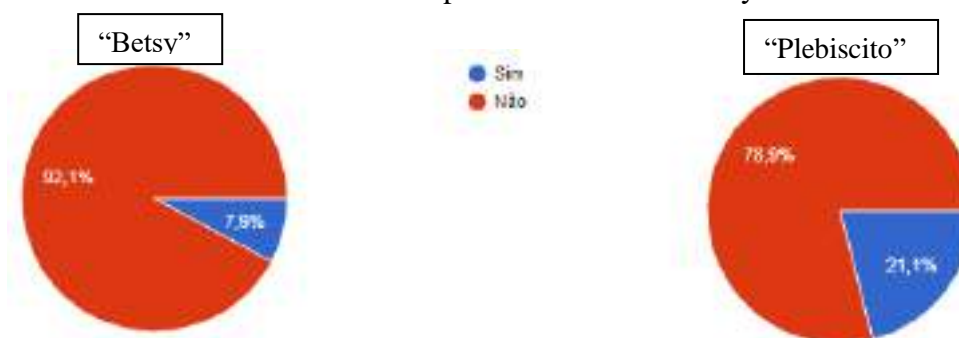 “Betsy”
“Plebiscito”
Sim
Não
92,1%
7,9%
78,9%
21,1%